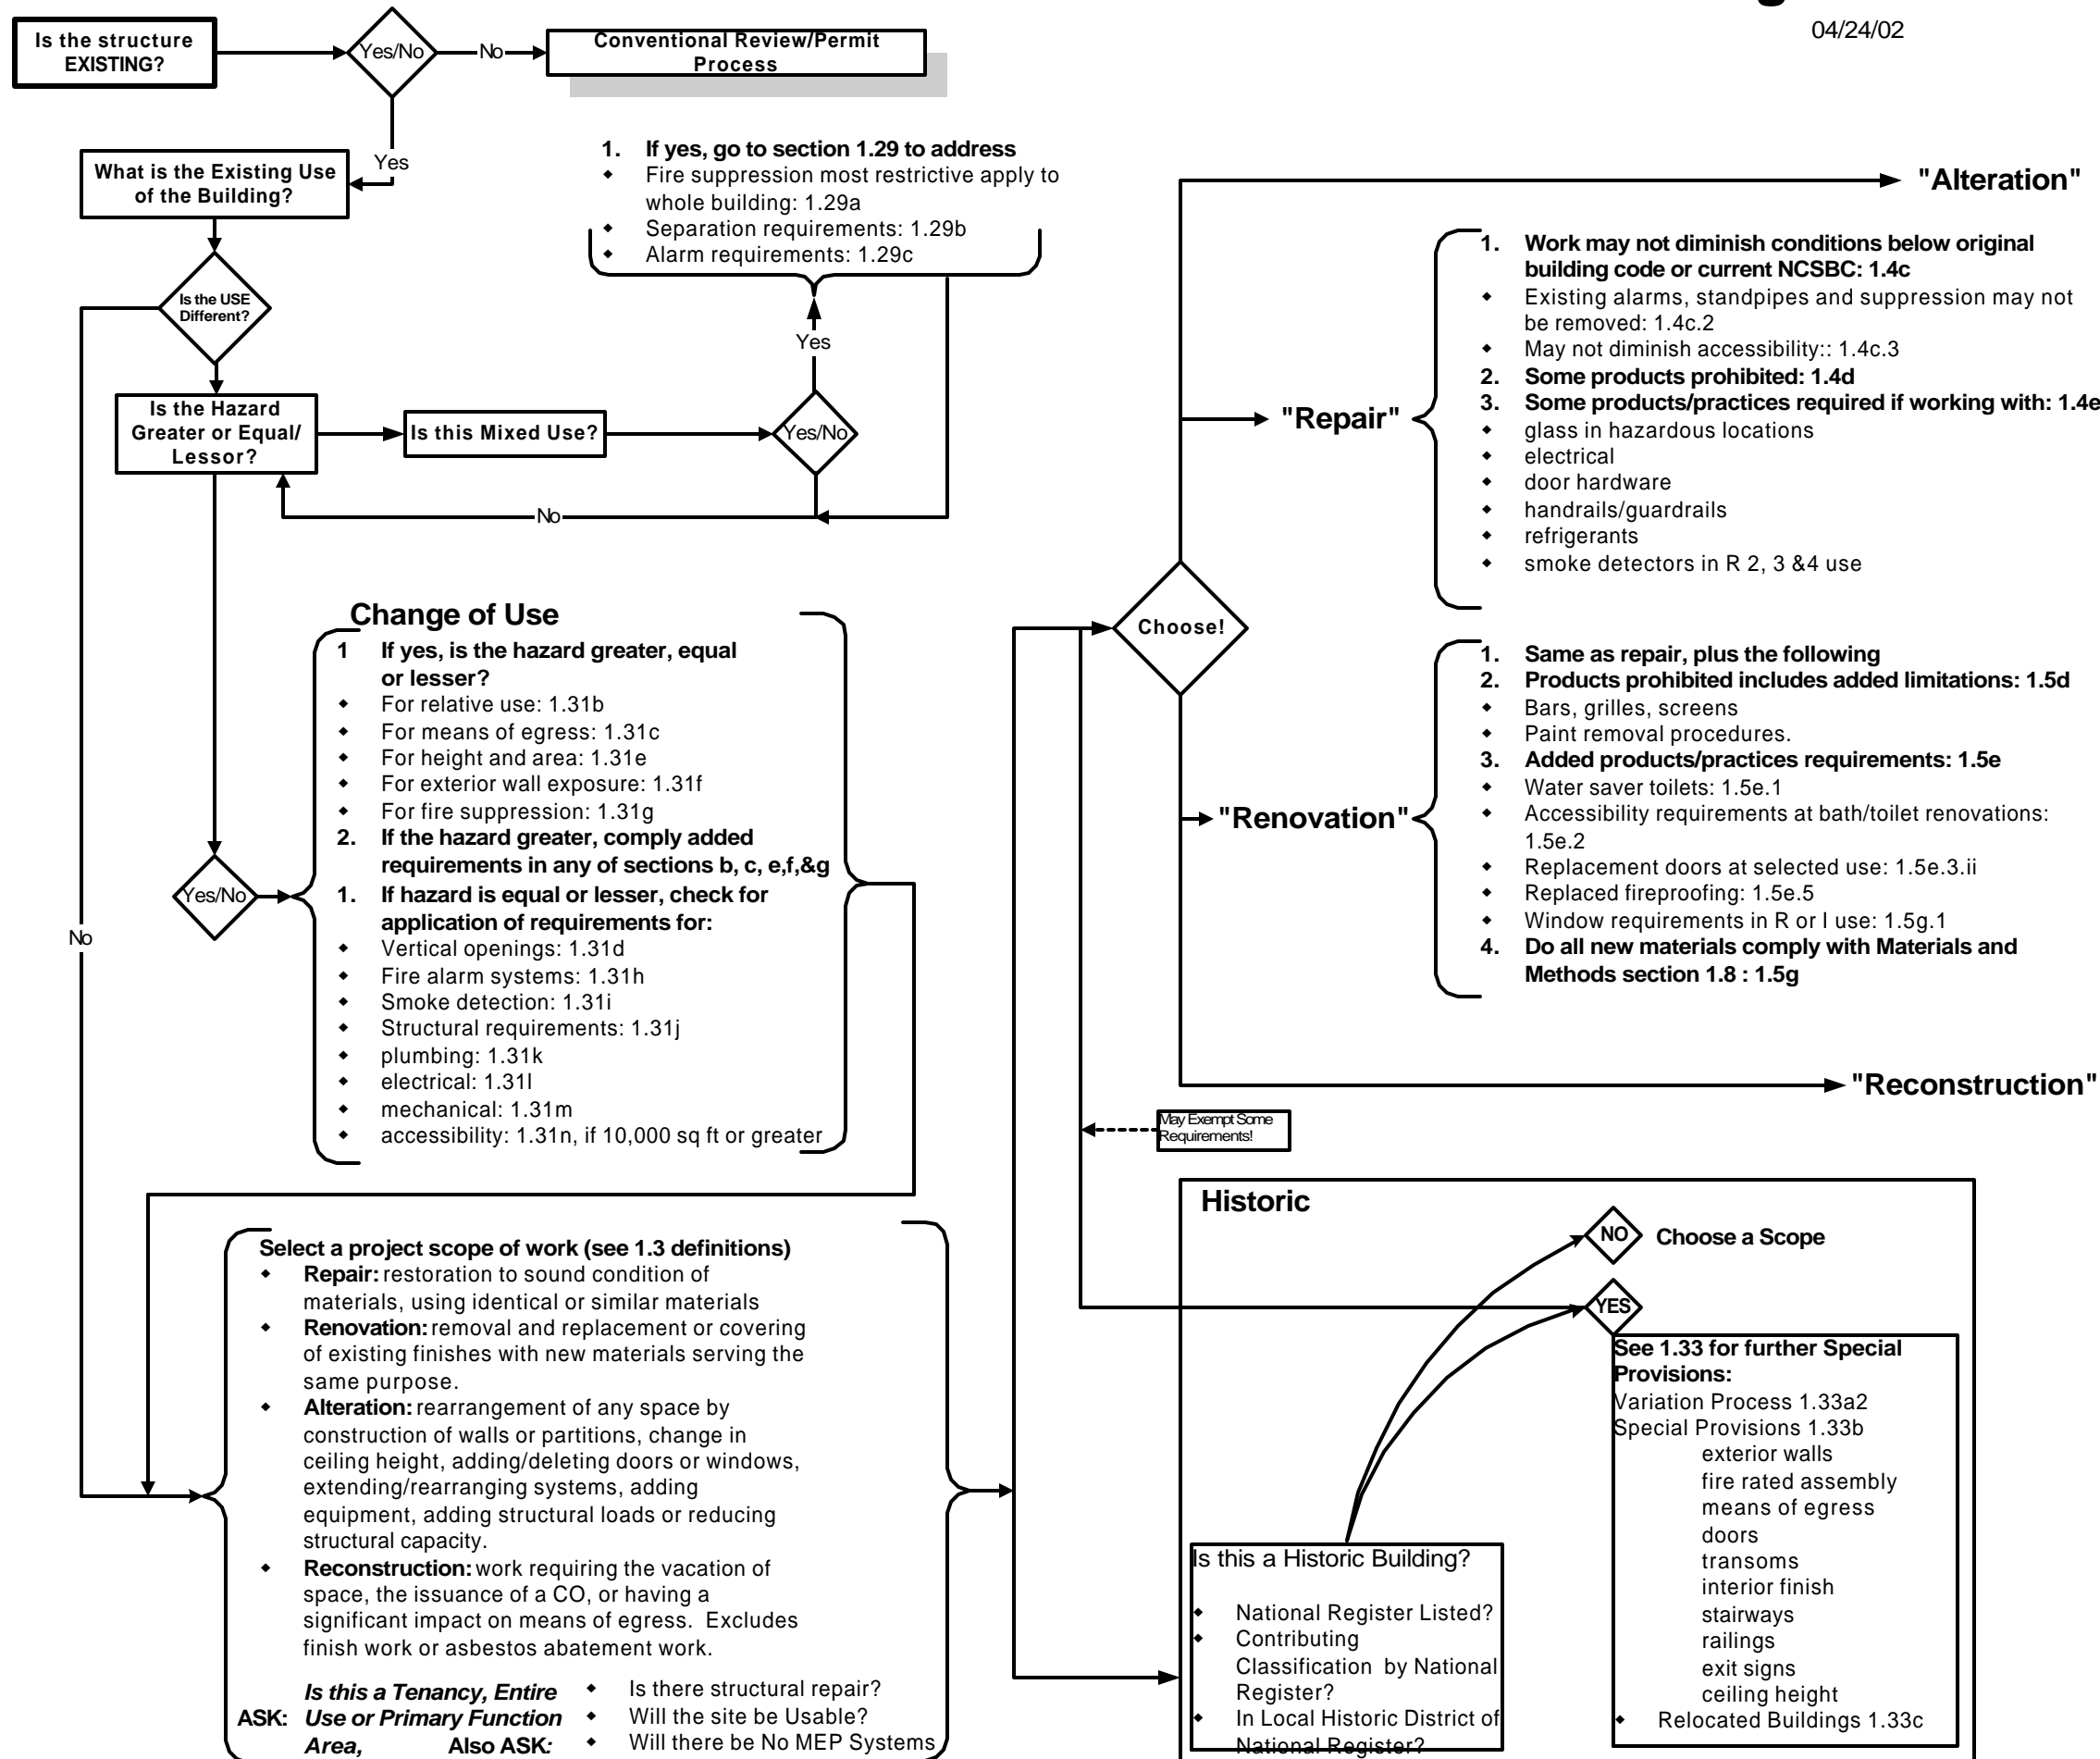 04/24/02
Is the structure
EXISTING?
Yes/No
No
Conventional Review/Permit
Process
Yes
What is the Existing Use
of the Building?
Is the USE
Different?
Is the Hazard
Greater or Equal/
Lessor?
Is this Mixed Use?
Yes/No
Yes
No
1. If yes, go to section 1.29 to address
◆ Fire suppression most restrictive apply to
whole building: 1.29a
◆ Separation requirements: 1.29b
◆ Alarm requirements: 1.29c
No
Yes/No
Change of Use
1 If yes, is the hazard greater, equal
or lesser?
◆ For relative use: 1.31b
◆ For means of egress: 1.31c
◆ For height and area: 1.31e
◆ For exterior wall exposure: 1.31f
◆ For fire suppression: 1.31g
2. If the hazard greater, comply added
requirements in any of sections b, c, e,f,&g
1. If hazard is equal or lesser, check for
application of requirements for:
◆ Vertical openings: 1.31d
◆ Fire alarm systems: 1.31h
◆ Smoke detection: 1.31i
◆ Structural requirements: 1.31j
◆ plumbing: 1.31k
◆ electrical: 1.31l
◆ mechanical: 1.31m
◆ accessibility: 1.31n, if 10,000 sq ft or greater
Select a project scope of work (see 1.3 definitions)
◆ Repair: restoration to sound condition of
materials, using identical or similar materials
◆ Renovation: removal and replacement or covering
of existing finishes with new materials serving the
same purpose.
◆ Alteration: rearrangement of any space by
construction of walls or partitions, change in
ceiling height, adding/deleting doors or windows,
extending/rearranging systems, adding
equipment, adding structural loads or reducing
structural capacity.
◆ Reconstruction: work requiring the vacation of
space, the issuance of a CO, or having a
significant impact on means of egress. Excludes
finish work or asbestos abatement work.
ASK: Is this a Tenancy, Entire
Use or Primary Function
Area, Also ASK:
◆ Is there structural repair?
◆ Will the site be Usable?
◆ Will there be No MEP Systems
Choose!
"Alteration"
"Repair"
1. Work may not diminish conditions below original
building code or current NCSBC: 1.4c
◆ Existing alarms, standpipes and suppression may not
be removed: 1.4c.2
◆ May not diminish accessibility:: 1.4c.3
2. Some products prohibited: 1.4d
3. Some products/practices required if working with: 1.4e
◆ glass in hazardous locations
◆ electrical
◆ door hardware
◆ handrails/guardrails
◆ refrigerants
◆ smoke detectors in R 2, 3 &4 use
"Renovation"
1. Same as repair, plus the following
2. Products prohibited includes added limitations: 1.5d
◆ Bars, grilles, screens
◆ Paint removal procedures.
3. Added products/practices requirements: 1.5e
◆ Water saver toilets: 1.5e.1
◆ Accessibility requirements at bath/toilet renovations:
1.5e.2
◆ Replacement doors at selected use: 1.5e.3.ii
◆ Replaced fireproofing: 1.5e.5
◆ Window requirements in R or I use: 1.5g.1
4. Do all new materials comply with Materials and
Methods section 1.8 : 1.5g
"Reconstruction"
May Exempt Some
Requirements!
Historic
NO
Choose a Scope
YES
See 1.33 for further Special
Provisions:
Variation Process 1.33a2
Special Provisions 1.33b
exterior walls
fire rated assembly
means of egress
doors
transoms
interior finish
stairways
railings
exit signs
ceiling height
◆ Relocated Buildings 1.33c
Is this a Historic Building?
◆ National Register Listed?
◆ Contributing
Classification by National
Register?
◆ In Local Historic District of
National Register?